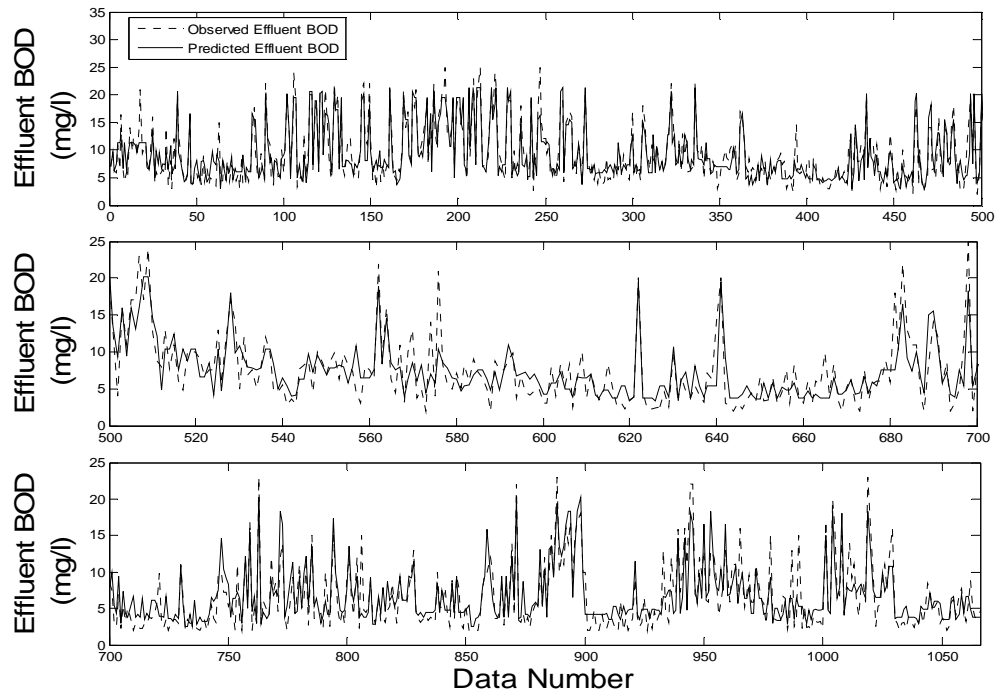 Observed Effluent BOD
Predicted Effluent BOD
Effluent BOD
(mg/l)
35
30
25
20
15
10
5
0
0 50 100 150 200 250 300 350 400 450 500
Effluent BOD
(mg/l)
25
20
15
10
5
0
500 520 540 560 580 600 620 640 660 680 700
Effluent BOD
(mg/l)
25
20
15
10
5
0
700 750 800 850 900 950 1000 1050
Data Number